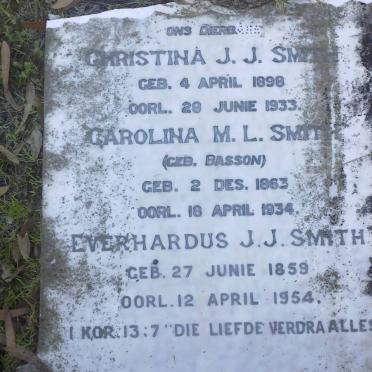 ONS DIERB
CHRISTINA J. J. SMITH
GEB. 4 APRIL 1898
OORL. 28 JUNIE 1933.
CAROLINA M. L. SMITH
(GEB. BASSON)
GEB. 2 DES. 1863
OORL. 18 APRIL 1934.
EVERHARDUS J. J. SMITH
GEB. 27 JUNIE 1859
OORL. 12 APRIL 1954.
I KOR. 13:7 "DIE LIEFDE VERDRA ALLES